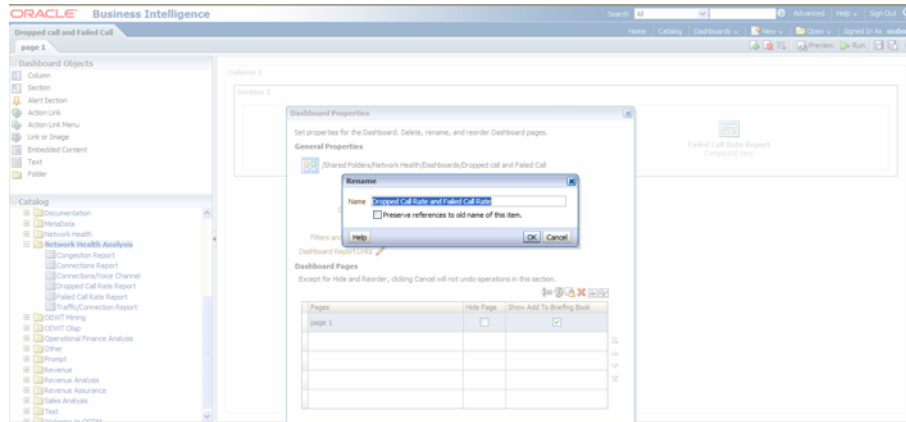 ORACLE Business Intelligence
Search All Advanced Help Sign Out
Dropped call and Failed Call
Home Catalog Dashboards New Open Signed In As
page 1
Preview Run
Dashboard Objects
Column
Section
Alert Section
Action Link
Action Link Menu
Link or Image
Embedded Content
Text
Folder
Catalog
Documentation
MetaData
Network Health
Network Health Analysis
Congestion Report
Connections Report
Connections/Voice Channel
Dropped Call Rate Report
Failed Call Rate Report
Traffic/Connection Report
ODWT Mining
ODWT Olap
Operational Finance Analysis
Other
Prompt
Revenue
Revenue Analysis
Revenue Assurance
Sales Analysis
Test
Welcome to OCDM
Column 1
Section 1
Failed Call Rate Report
Compound View
Dashboard Properties
Set properties for the Dashboard. Delete, rename, and reorder Dashboard pages.
General Properties
/Shared Folders/Network Health/Dashboards/Dropped call and Failed Call
Rename
Name Dropped Call Rate and Failed Call Rate
Preserve references to old name of this item.
Help OK Cancel
Filters and
Dashboard Report Links
Dashboard Pages
Except for Hide and Reorder, clicking Cancel will not undo operations in this section.
Pages Hide Page Show Add To Briefing Book
page 1